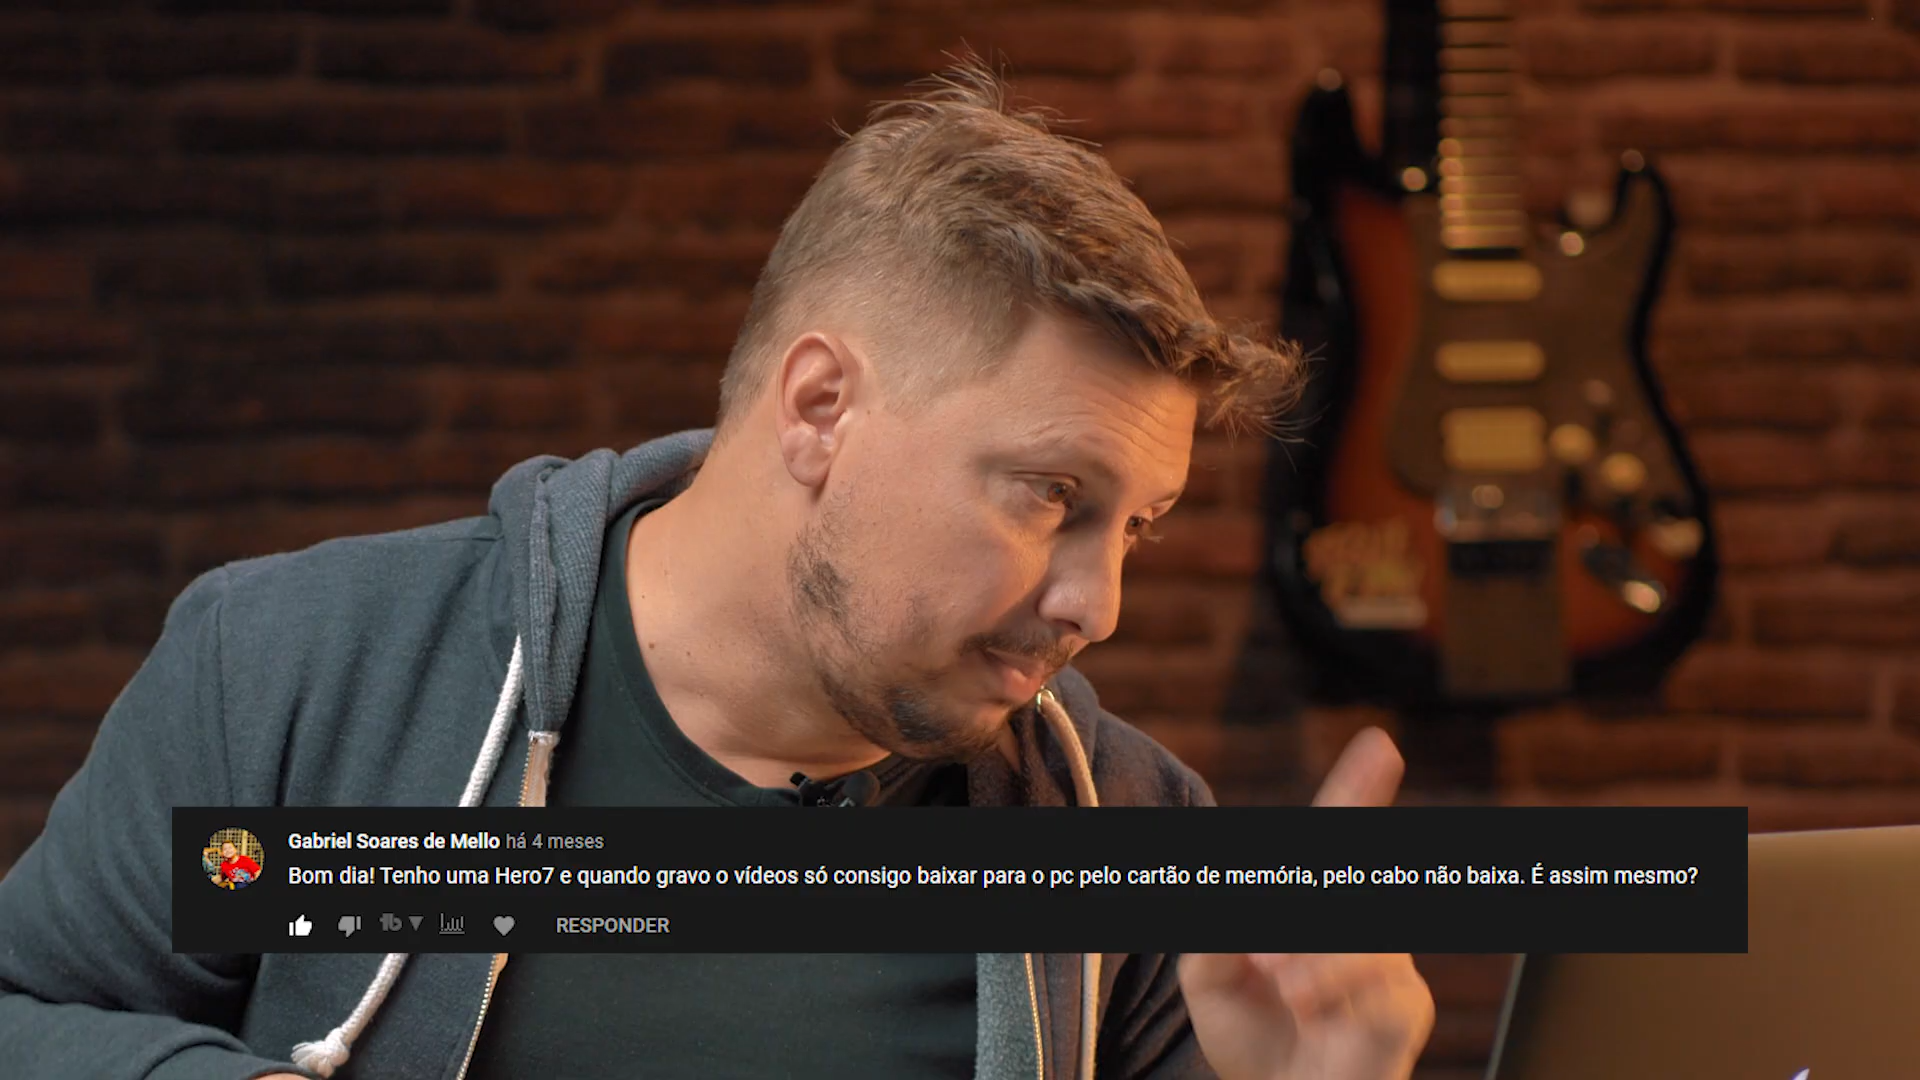 Gabriel Soares de Mello há 4 meses
Bom dia! Tenho uma Hero7 e quando gravo o vídeos só consigo baixar para o pc pelo cartão de memória, pelo cabo não baixa. É assim mesmo?
RESPONDER